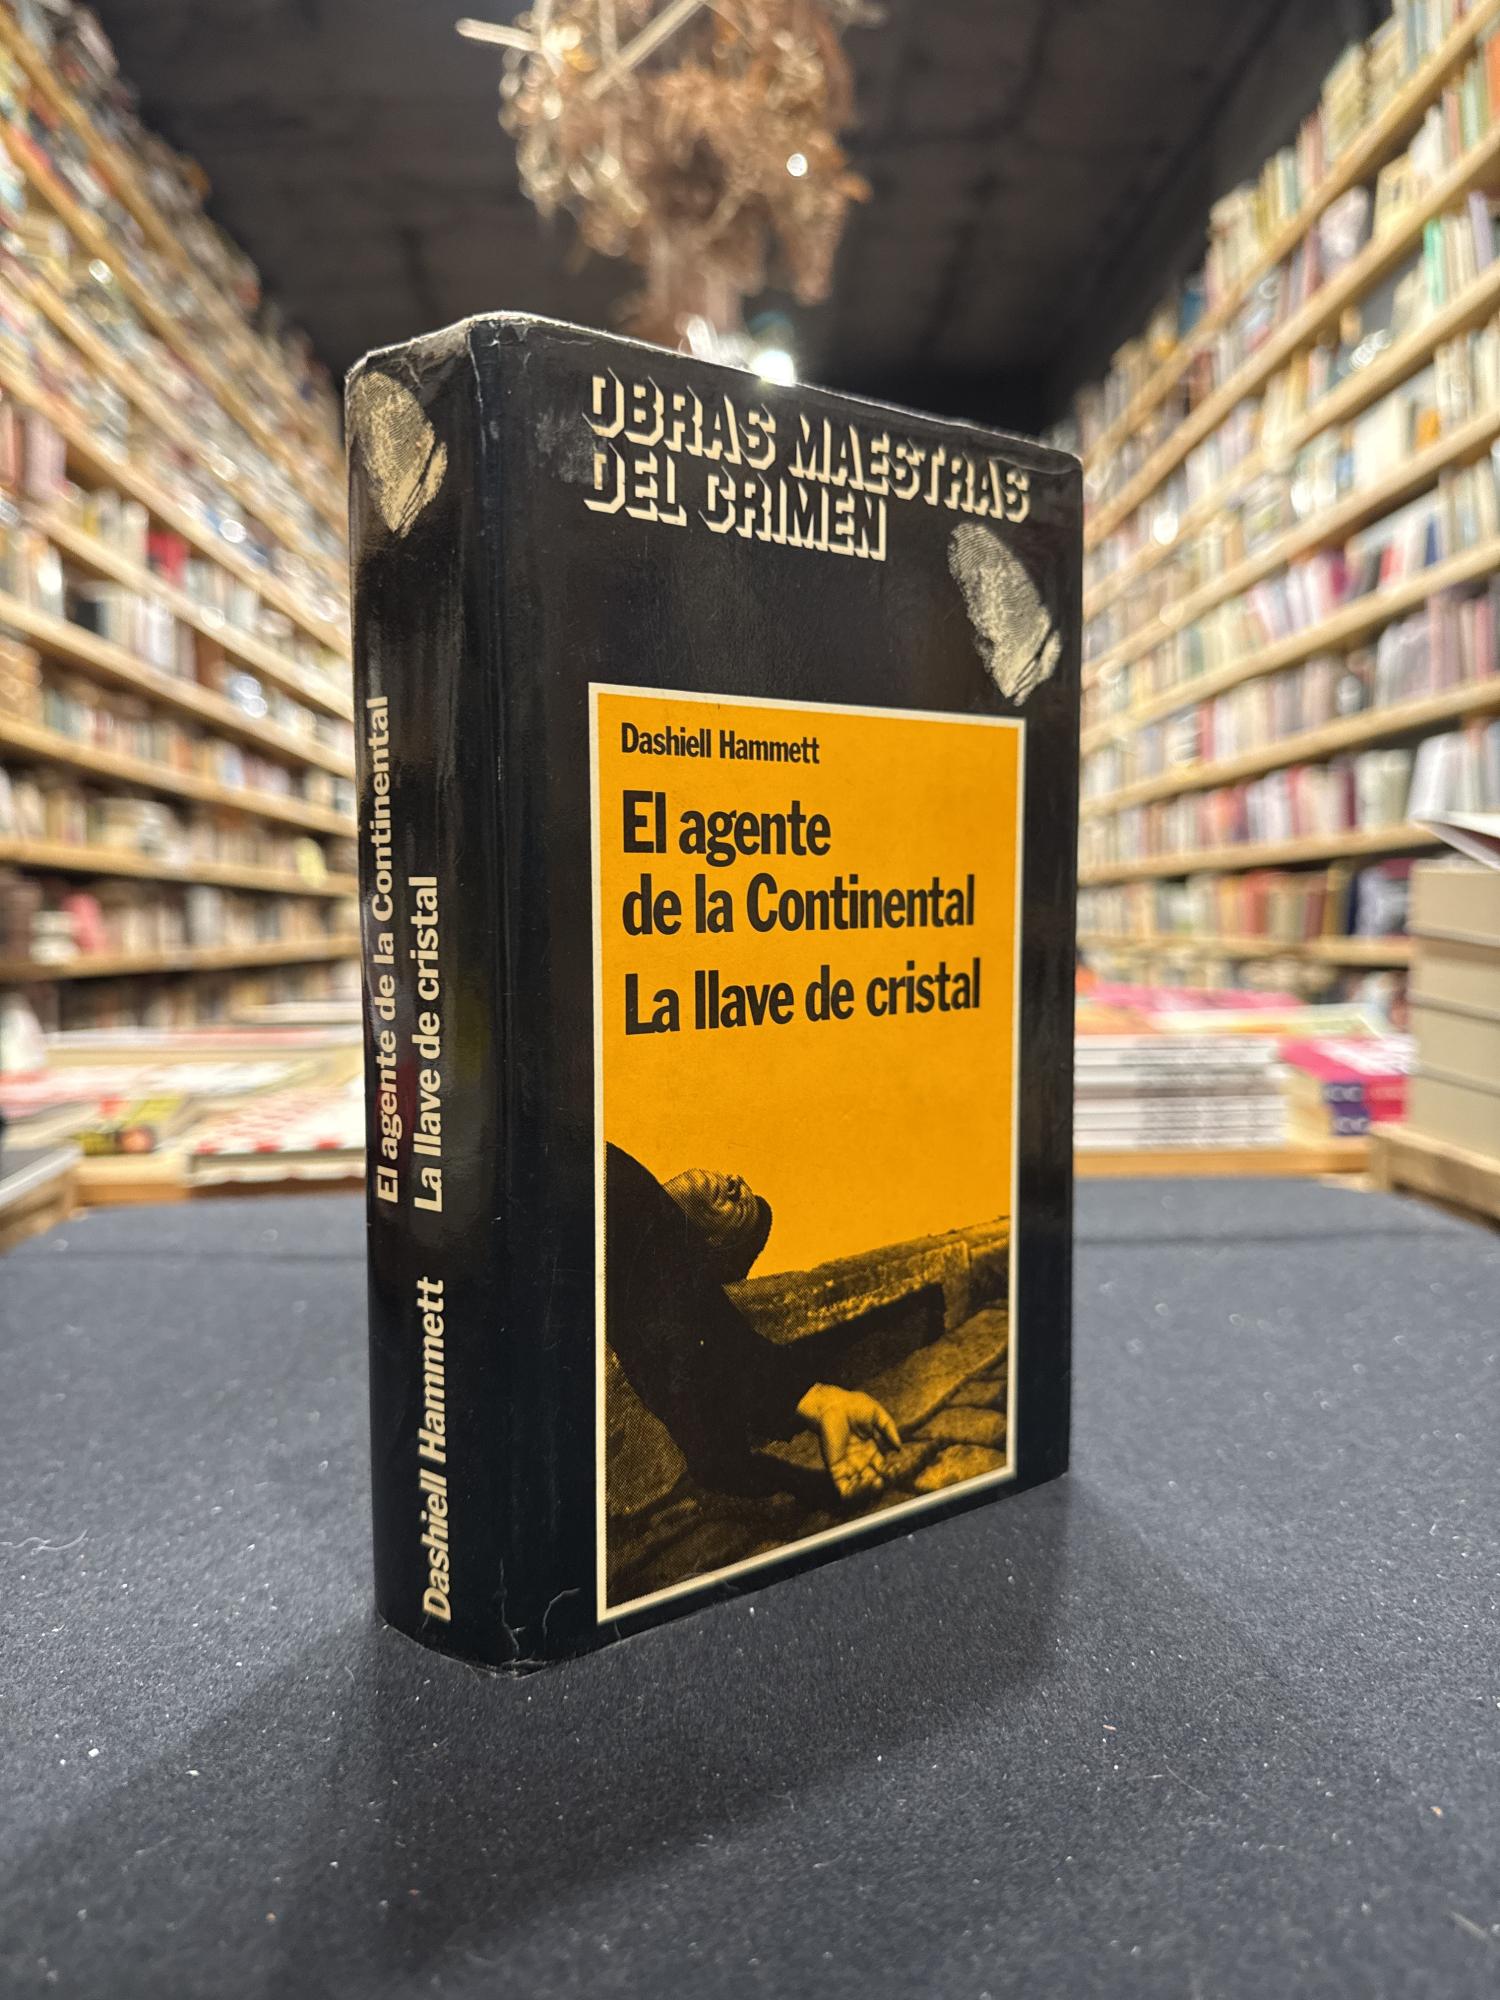 OBRAS MAESTRAS
DEL CRIMEN
Dashiell Hammett
El agente
de la Continental
La llave de cristal
El agente de la Continental
La llave de cristal
Dashiell Hammett